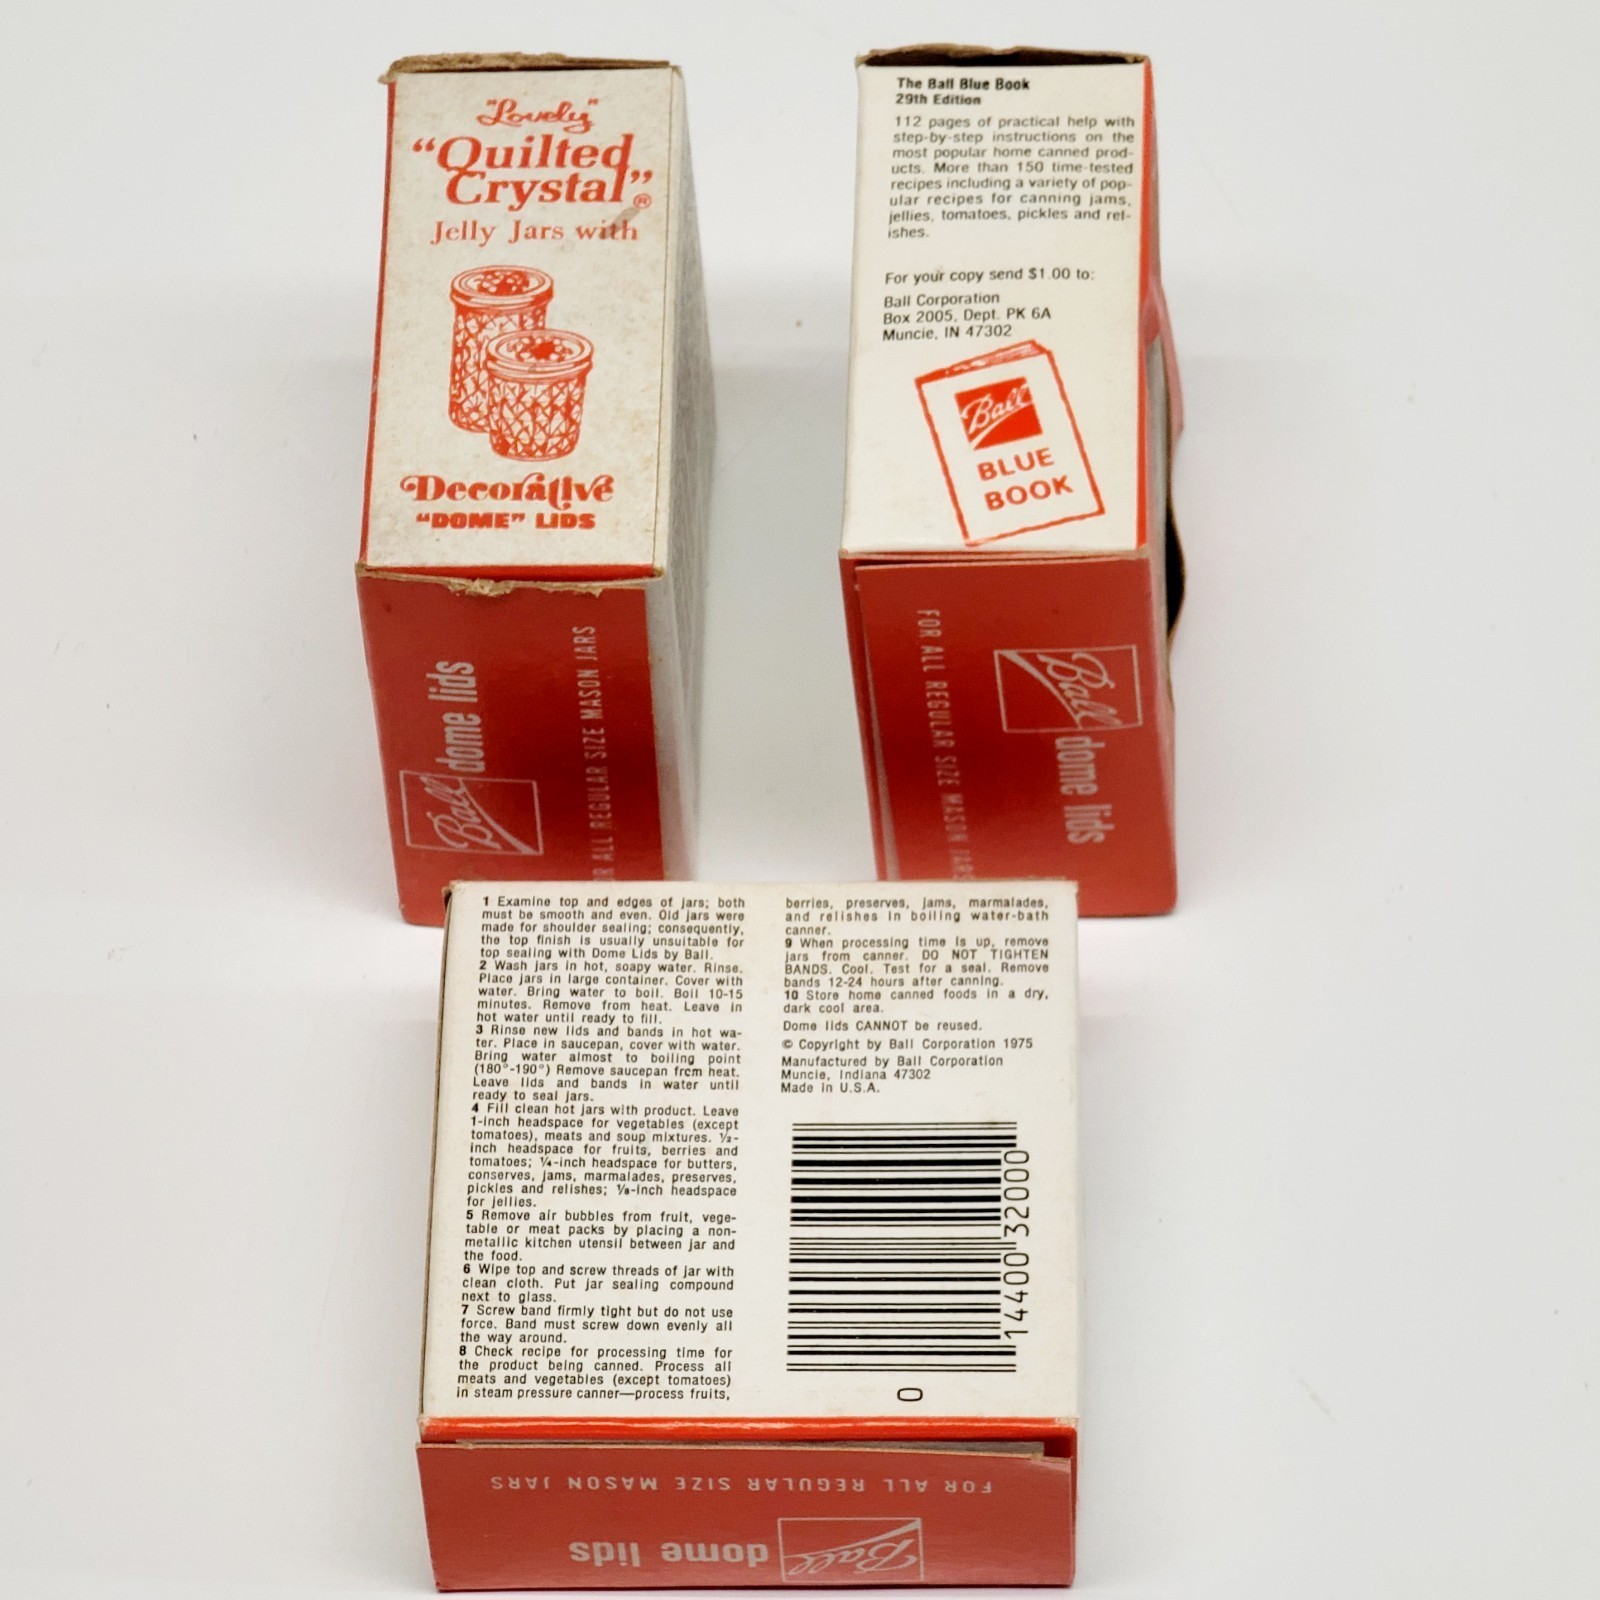 "Lovely"
"Quilted
Crystal"®
Jelly Jars with
Decorative
"DOME" LIDS
Ball
dome lids
R ALL REGULAR SIZE MASON JARS
The Ball Blue Book
29th Edition
112 pages of practical help with
step-by-step instructions on the
most popular home canned prod-
ucts. More than 150 time-tested
recipes including a variety of pop-
ular recipes for canning jams,
jellies, tomatoes, pickles and rel-
ishes.
For your copy send $1.00 to:
Ball Corporation
Box 2005, Dept. PK 6A
Muncie, IN 47302
Ball
BLUE
BOOK
Ball
dome lids
FOR ALL REGULAR SIZE MASON JARS
1 Examine top and edges of jars; both
must be smooth and even. Old jars were
made for shoulder sealing; consequently,
the top finish is usually unsuitable for
top sealing with Dome Lids by Ball.
2 Wash jars in hot, soapy water. Rinse.
Place jars in large container. Cover with
water. Bring water to boil. Boil 10-15
minutes. Remove from heat. Leave in
hot water until ready to fill.
3 Rinse new lids and bands in hot wa-
ter. Place in saucepan, cover with water.
Bring water almost to boiling point
(180°-190°) Remove saucepan from heat.
Leave lids and bands in water until
ready to seal jars.
4 Fill clean hot jars with product. Leave
1-inch headspace for vegetables (except
tomatoes), meats and soup mixtures. ½-
inch headspace for fruits, berries and
tomatoes; ¼-inch headspace for butters,
conserves, jams, marmalades, preserves,
pickles and relishes; ⅛-inch headspace
for jellies.
5 Remove air bubbles from fruit, vege-
table or meat packs by placing a non-
metallic kitchen utensil between jar and
the food.
6 Wipe top and screw threads of jar with
clean cloth. Put jar sealing compound
next to glass.
7 Screw band firmly tight but do not use
force. Band must screw down evenly all
the way around.
8 Check recipe for processing time for
the product being canned. Process all
meats and vegetables (except tomatoes)
in steam pressure canner—process fruits,
berries, preserves, jams, marmalades,
and relishes in boiling water-bath
canner.
9 When processing time is up, remove
jars from canner. DO NOT TIGHTEN
BANDS. Cool. Test for a seal. Remove
bands 12-24 hours after canning.
10 Store home canned foods in a dry,
dark cool area.
Dome lids CANNOT be reused.
© Copyright by Ball Corporation 1975
Manufactured by Ball Corporation
Muncie, Indiana 47302
Made in U.S.A.
0
14400 32000
FOR ALL REGULAR SIZE MASON JARS
Ball
dome lids